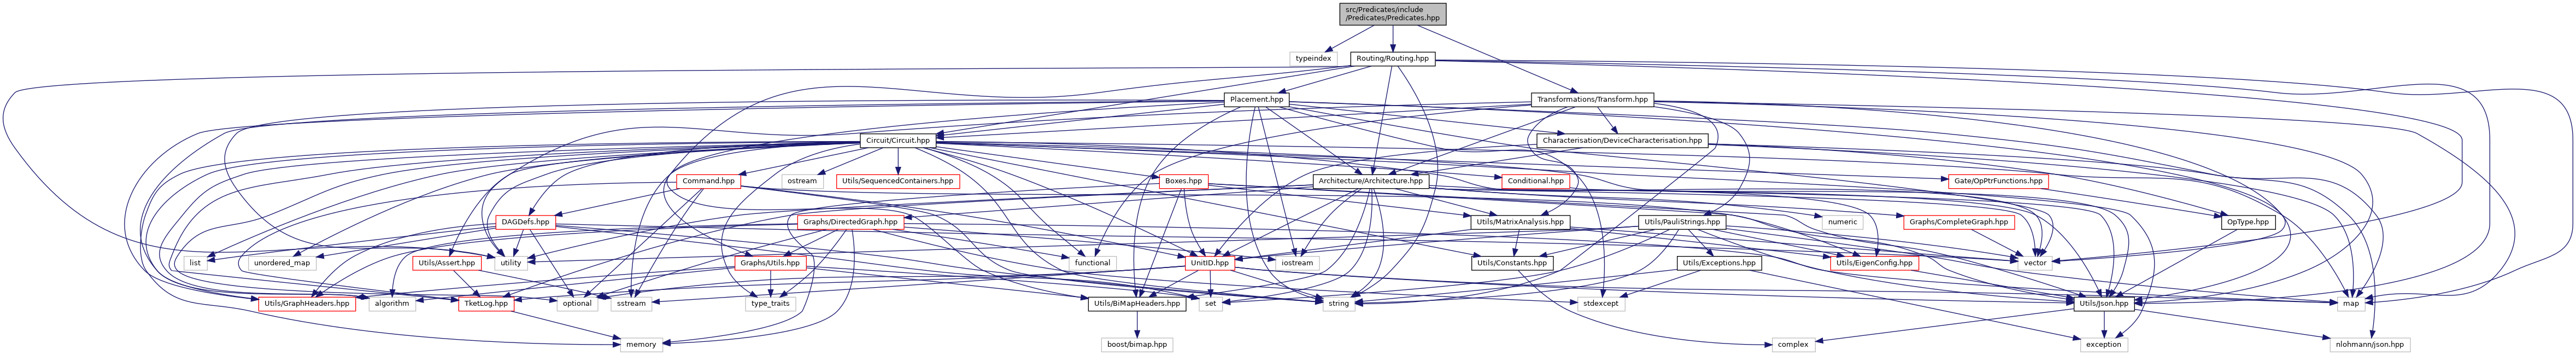 src/Predicates/include
/Predicates/Predicates.hpp
typeindex
Routing/Routing.hpp
Placement.hpp
Transformations/Transform.hpp
Circuit/Circuit.hpp
Characterisation/DeviceCharacterisation.hpp
Command.hpp
ostream
Utils/SequencedContainers.hpp
Boxes.hpp
Architecture/Architecture.hpp
Conditional.hpp
Gate/OpPtrFunctions.hpp
DAGDefs.hpp
Graphs/DirectedGraph.hpp
Utils/MatrixAnalysis.hpp
Utils/PauliStrings.hpp
numeric
Graphs/CompleteGraph.hpp
OpType.hpp
list
unordered_map
Utils/Assert.hpp
utility
Graphs/Utils.hpp
functional
UnitID.hpp
iostream
Utils/Constants.hpp
Utils/Exceptions.hpp
Utils/EigenConfig.hpp
vector
Utils/GraphHeaders.hpp
algorithm
TketLog.hpp
optional
sstream
type_traits
Utils/BiMapHeaders.hpp
set
string
stdexcept
Utils/Json.hpp
map
memory
boost/bimap.hpp
complex
exception
nlohmann/json.hpp